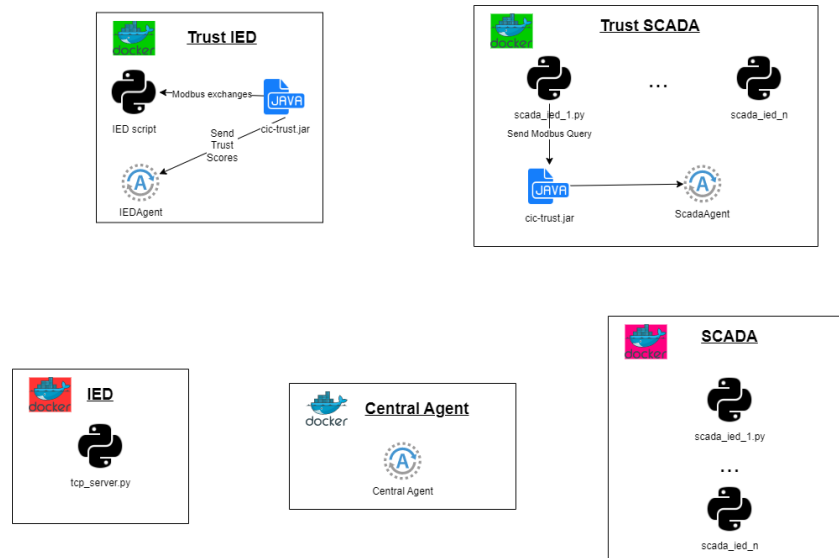 docker
Trust IED
IED script
Modbus exchanges
JAVA
cic-trust.jar
Send
Trust
Scores
A
IEDAgent
docker
Trust SCADA
scada_ied_1.py
...
scada_ied_n
Send Modbus Query
JAVA
cic-trust.jar
A
ScadaAgent
docker
IED
tcp_server.py
docker
Central Agent
A
Central Agent
docker
SCADA
scada_ied_1.py
...
scada_ied_n